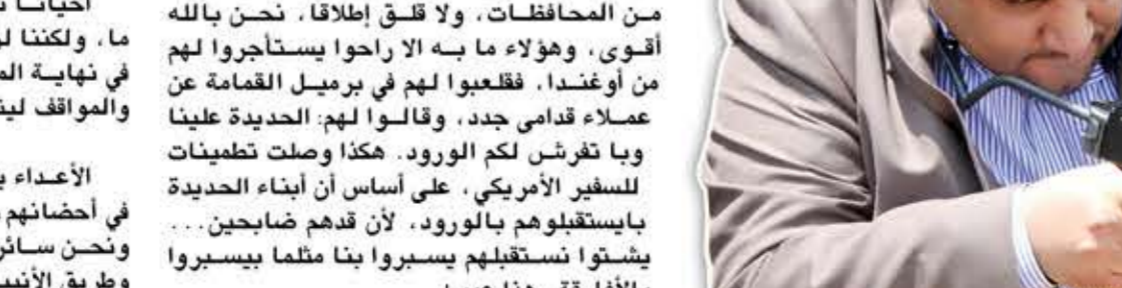 من المحافظات، ولا قلق إطلاقا، نحن بالله
أقوى، وهؤلاء ما به الا راحوا يستأجروا لهم
من أوغندا، فقلعبوا لهم في برميل القمامة عن
عملاء قدامى جدد، وقالوا لهم: الحديدة علينا
وبا تفرش لكم الورود. هكذا وصلت تطمينات
للسفير الأمريكي، على أساس أن أبناء الحديدة
بايستقبلوهم بالورود، لأن قدهم ضابحين...
يشتوا نستقبلهم يسبروا بنا مثلما بيسبروا
أحيانا
ما، ولكننا
في نهاية
والمواقف
الأعداء
في أحضانهم
ونحن
وطريق